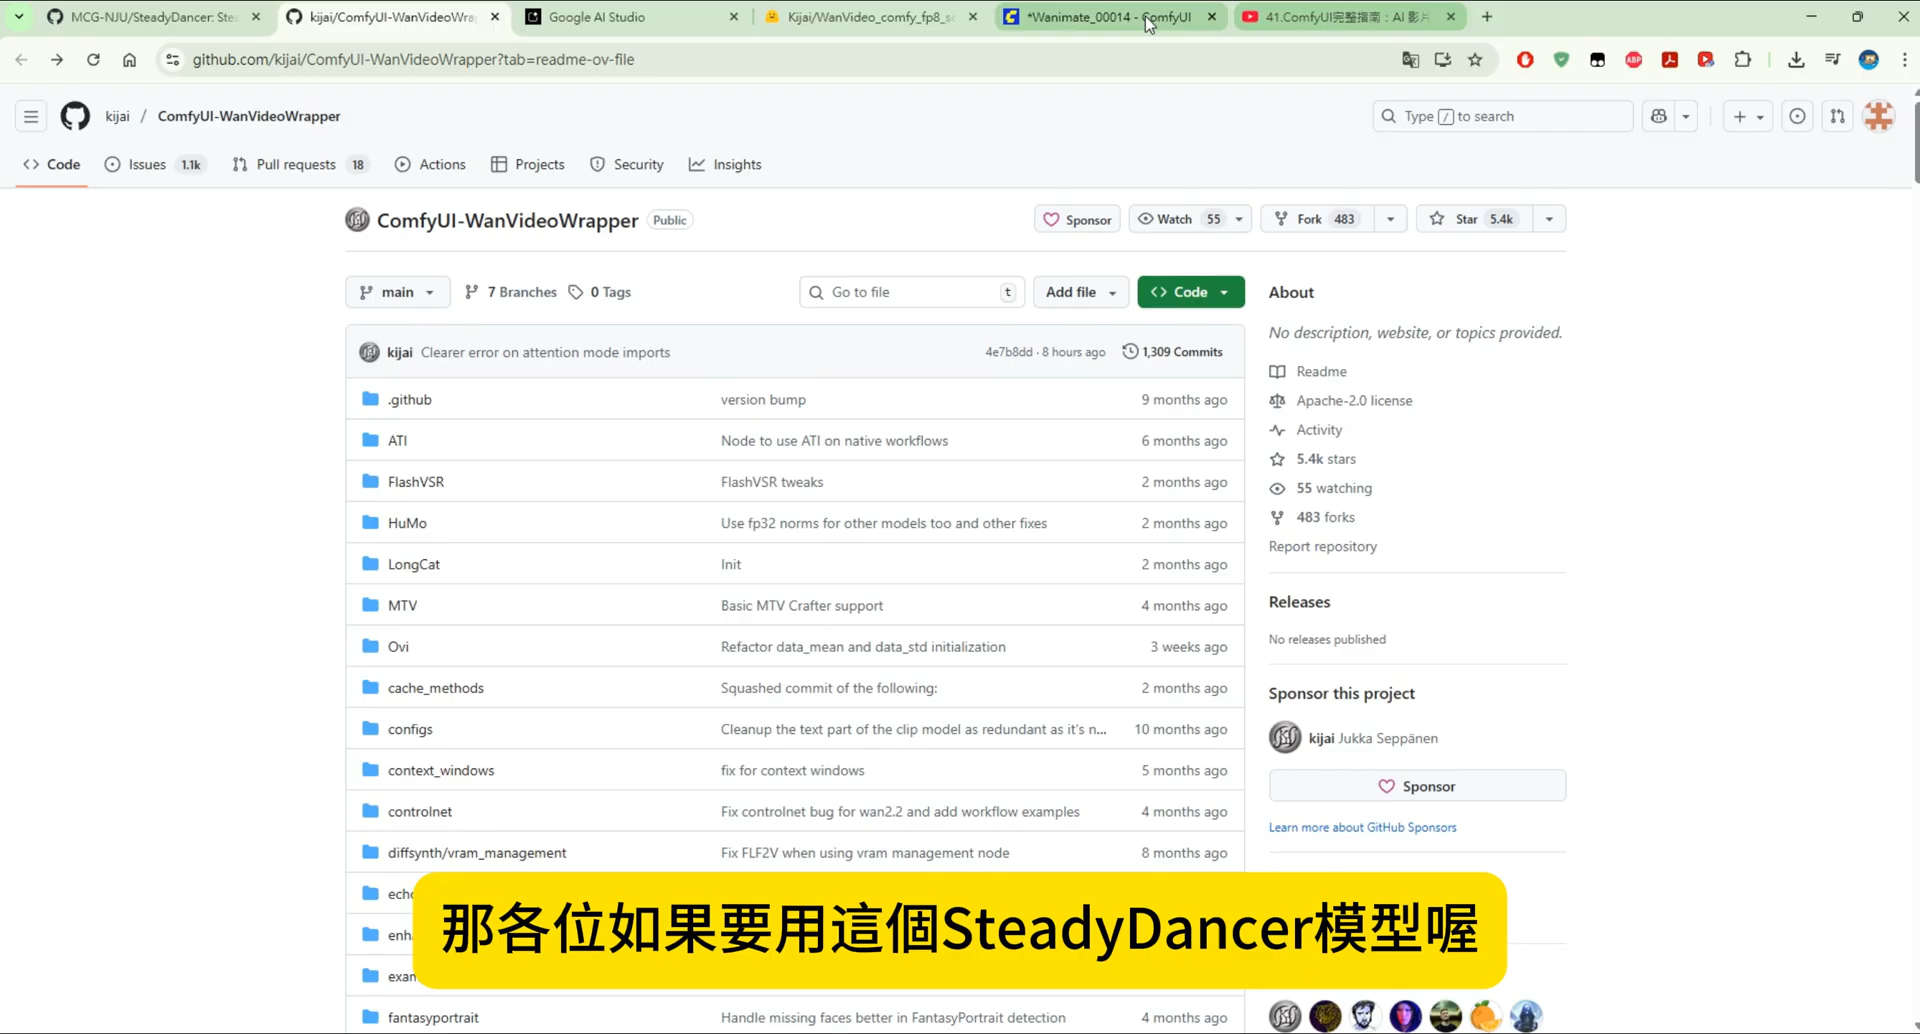 MCG-NJU/SteadyDancer: Ste
kijai/ComfyUI-WanVideoWra
Google AI Studio
Kijai/WanVideo_comfy_fp8_s
*Wanimate_00014 - ComfyUI
41.ComfyUI完整指南：AI 影片
github.com/kijai/ComfyUI-WanVideoWrapper?tab=readme-ov-file
ABP
kijai / ComfyUI-WanVideoWrapper
Type / to search
Code
Issues 1.1k
Pull requests 18
Actions
Projects
Security
Insights
ComfyUI-WanVideoWrapper Public
Sponsor
Watch 55
Fork 483
Star 5.4k
main
7 Branches
0 Tags
Go to file t
Add file
Code
kijai Clearer error on attention mode imports 4e7b8dd · 8 hours ago 1,309 Commits
.github version bump 9 months ago
ATI Node to use ATI on native workflows 6 months ago
FlashVSR FlashVSR tweaks 2 months ago
HuMo Use fp32 norms for other models too and other fixes 2 months ago
LongCat Init 2 months ago
MTV Basic MTV Crafter support 4 months ago
Ovi Refactor data_mean and data_std initialization 3 weeks ago
cache_methods Squashed commit of the following: 2 months ago
configs Cleanup the text part of the clip model as redundant as it's n... 10 months ago
context_windows fix for context windows 5 months ago
controlnet Fix controlnet bug for wan2.2 and add workflow examples 4 months ago
diffsynth/vram_management Fix FLF2V when using vram management node 8 months ago
echo
enh
exam
fantasyportrait Handle missing faces better in FantasyPortrait detection 4 months ago
About
No description, website, or topics provided.
Readme
Apache-2.0 license
Activity
5.4k stars
55 watching
483 forks
Report repository
Releases
No releases published
Sponsor this project
kijai Jukka Seppänen
Sponsor
Learn more about GitHub Sponsors
那各位如果要用這個SteadyDancer模型喔